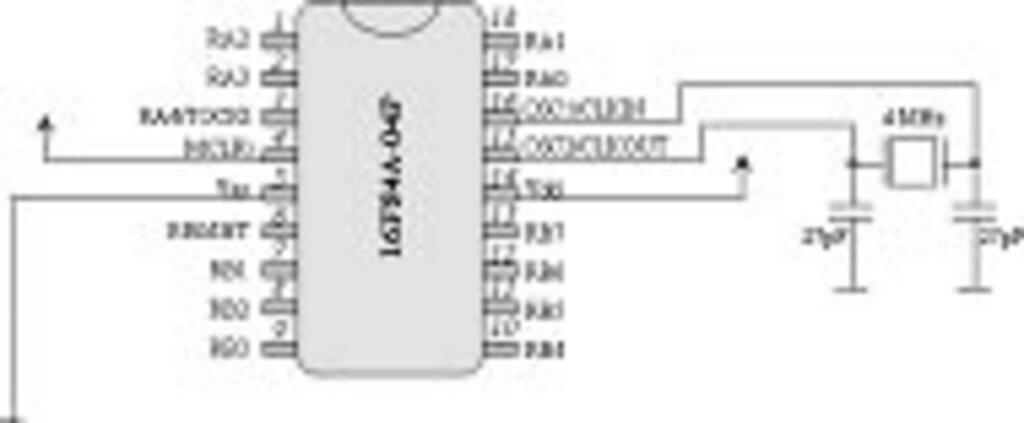 1 18
RA2 RA1
2 17
RA3 RA0
3 16
RA4/T0CKI OSC1/CLKIN
4MHz
4 15
MCLR OSC2/CLKOUT
5 14
Vss VDD
16F84A-04/P
6 13
RB0/INT RB7
27pF 27pF
7 12
RB1 RB6
8 11
RB2 RB5
9 10
RB3 RB4